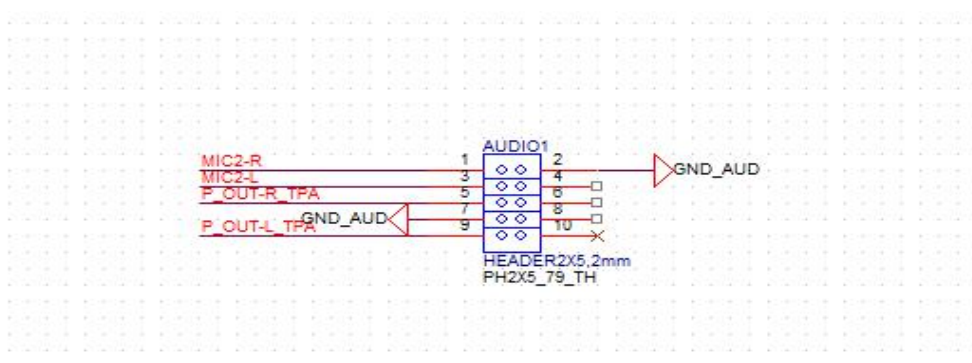 AUDIO1
MIC2-R 1 2 GND_AUD
MIC2-L 3 4
P_OUT-R_TPA 5 6
GND_AUD 7 8
P_OUT-L_TPA 9 10
HEADER2X5,2mm
PH2X5_79_TH